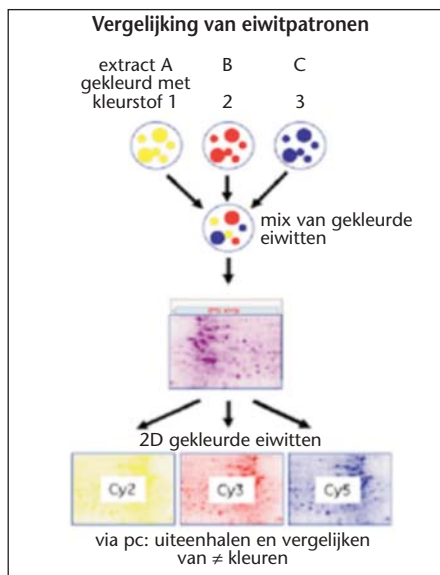 Vergelijking van eiwitpatronen
extract A B C
gekleurd met
kleurstof 1 2 3
mix van gekleurde
eiwitten
2D gekleurde eiwitten
Cy2 Cy3 Cy5
via pc: uiteenhalen en vergelijken
van ≠ kleuren